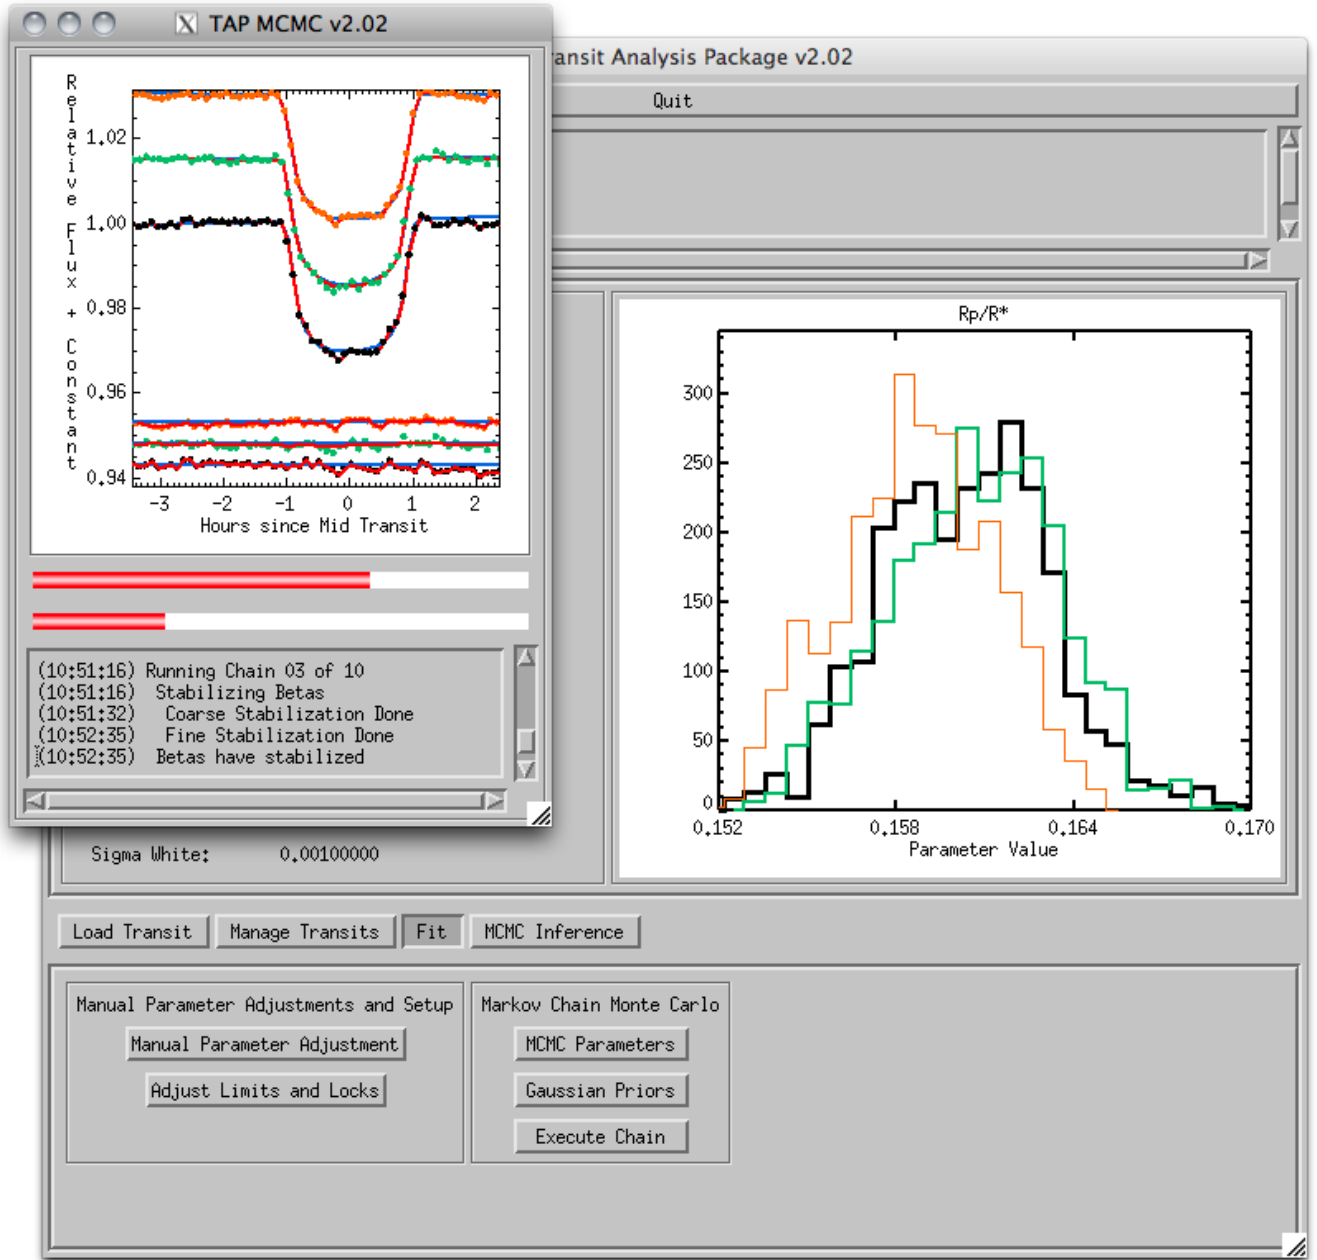 TAP MCMC v2.02
Relative Flux + Constant
1.02
1.00
0.98
0.96
0.94
-3 -2 -1 0 1 2
Hours since Mid Transit
(10:51:16) Running Chain 03 of 10
(10:51:16) Stabilizing Betas
(10:51:32) Coarse Stabilization Done
(10:52:35) Fine Stabilization Done
(10:52:35) Betas have stabilized
ansit Analysis Package v2.02
Quit
Rp/R*
300
250
200
150
100
50
0
0.152 0.158 0.164 0.170
Parameter Value
Sigma White: 0.00100000
Load Transit Manage Transits Fit MCMC Inference
Manual Parameter Adjustments and Setup
Manual Parameter Adjustment
Adjust Limits and Locks
Markov Chain Monte Carlo
MCMC Parameters
Gaussian Priors
Execute Chain